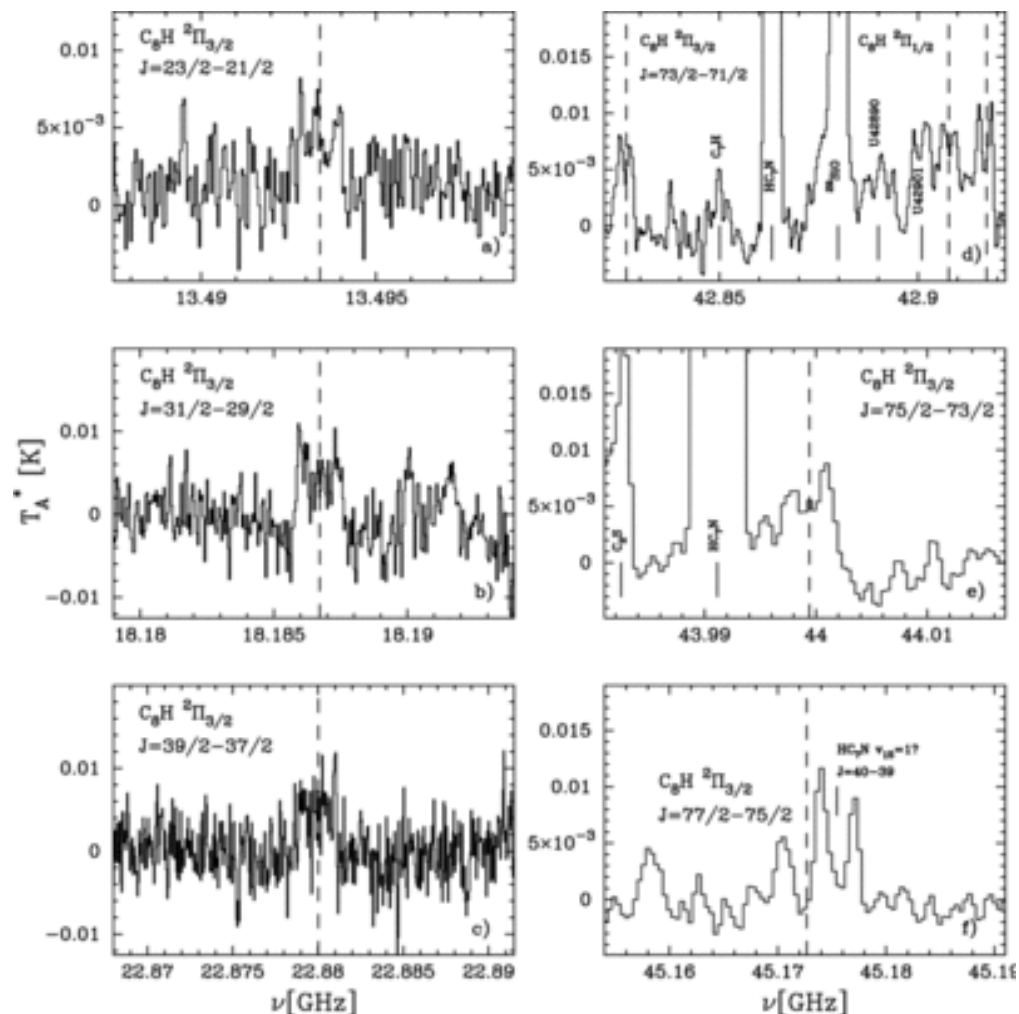 C₈H ²Π₃/₂
J=23/2−21/2
0.01
5×10⁻³
0
a)
13.49 13.495
C₈H ²Π₃/₂
J=31/2−29/2
0.01
0
−0.01
b)
18.18 18.185 18.19
C₈H ²Π₃/₂
J=39/2−37/2
0.01
0
−0.01
c)
22.87 22.875 22.88 22.885 22.89
T_A* [K]
ν[GHz]
C₈H ²Π₃/₂ C₈H ²Π₁/₂
J=73/2−71/2
0.015
0.01
5×10⁻³
0
HC₇N
U42890
U42901
d)
42.85 42.9
C₈H ²Π₃/₂
J=75/2−73/2
0.015
0.01
5×10⁻³
0
HC₇N
e)
43.99 44 44.01
C₈H ²Π₃/₂
J=77/2−75/2
HC₇N ν₁₅=1?
J=40−39
0.015
0.01
5×10⁻³
0
f)
45.16 45.17 45.18 45.19
ν[GHz]